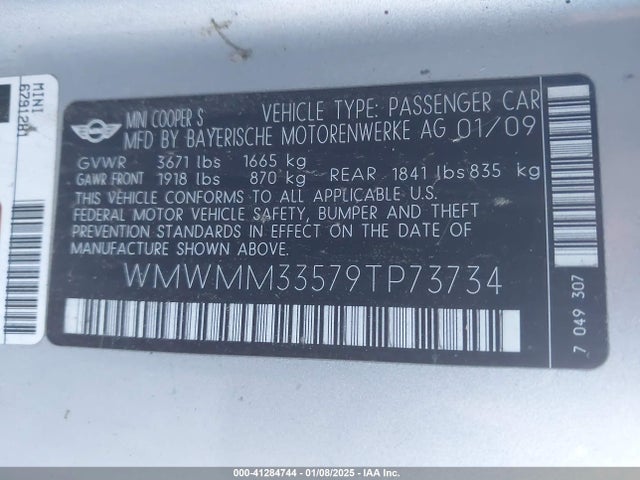 MINI
6791281
MINI COOPER S VEHICLE TYPE: PASSENGER CAR
MFD BY BAYERISCHE MOTORENWERKE AG 01/09
GVWR 3671 lbs 1665 kg
GAWR FRONT 1918 lbs 870 kg REAR 1841 lbs 835 kg
THIS VEHICLE CONFORMS TO ALL APPLICABLE U.S.
FEDERAL MOTOR VEHICLE SAFETY, BUMPER AND THEFT
PREVENTION STANDARDS IN EFFECT ON THE DATE OF
MANUFACTURE SHOWN ABOVE.
WMWMM33579TP73734
7 049 307
000-41284744 - 01/08/2025 - IAAI.COM